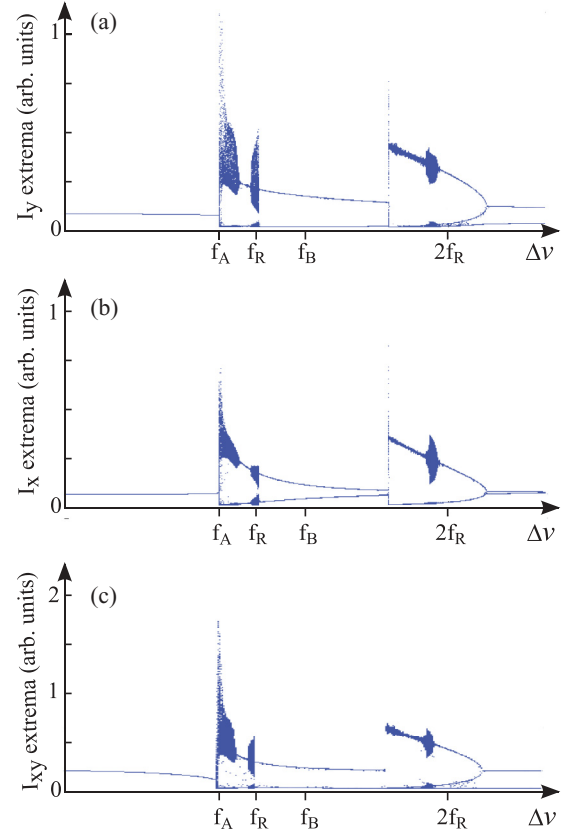 (a)
I_y extrema (arb. units)
1
0
f_A f_R f_B 2f_R Δν
(b)
I_x extrema (arb. units)
1
0
f_A f_R f_B 2f_R Δν
(c)
I_xy extrema (arb. units)
2
1
0
f_A f_R f_B 2f_R Δν